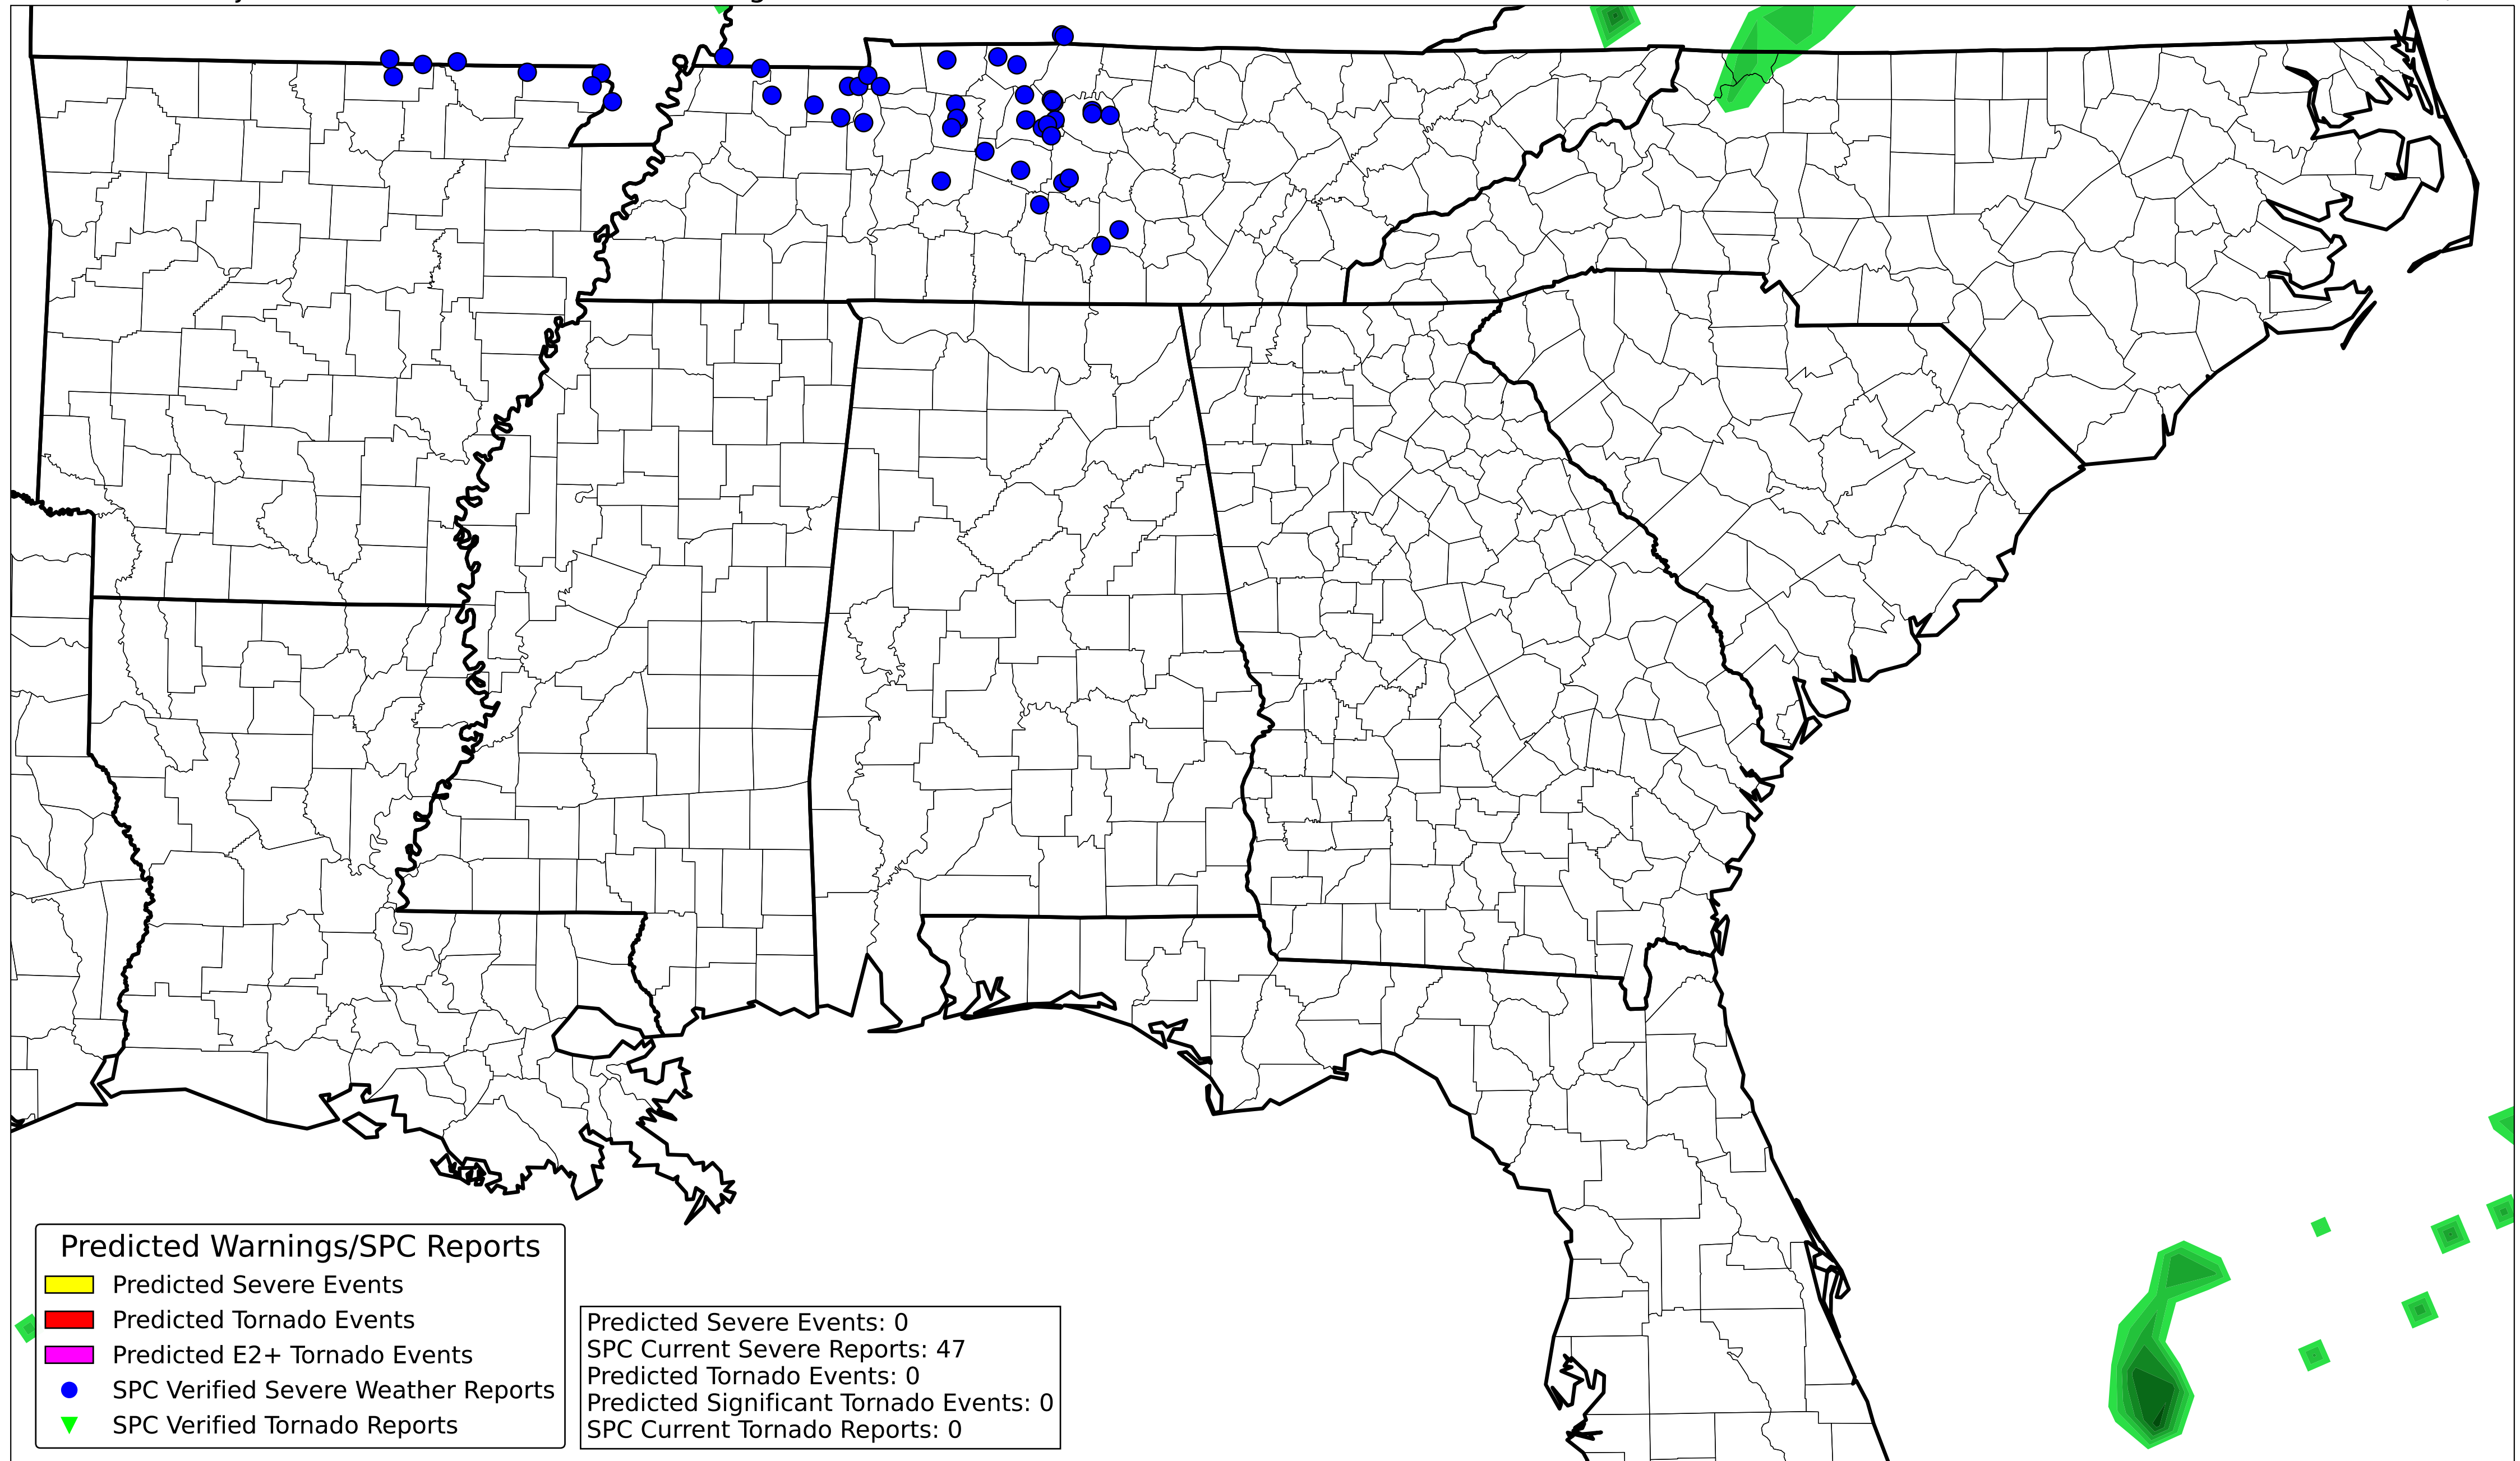 Predicted Warnings/SPC Reports
Predicted Severe Events
Predicted Tornado Events
Predicted E2+ Tornado Events
SPC Verified Severe Weather Reports
SPC Verified Tornado Reports
Predicted Severe Events: 0
SPC Current Severe Reports: 47
Predicted Tornado Events: 0
Predicted Significant Tornado Events: 0
SPC Current Tornado Reports: 0